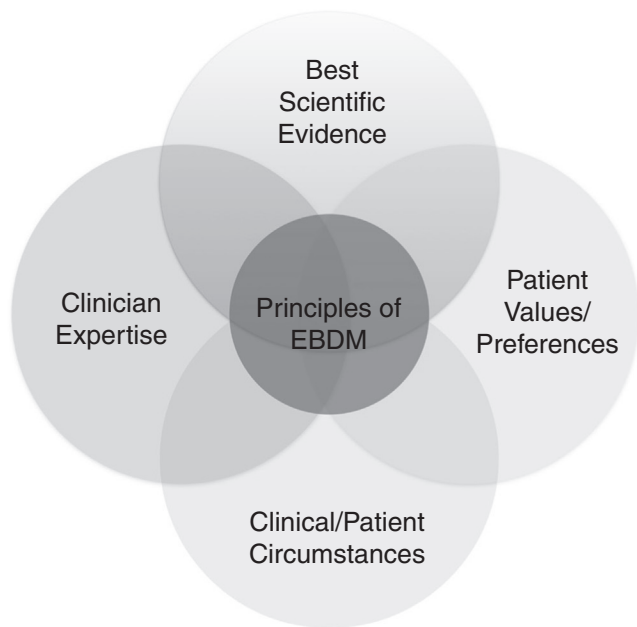 Best
Scientific
Evidence
Clinician
Expertise
Principles of
EBDM
Patient
Values/
Preferences
Clinical/Patient
Circumstances